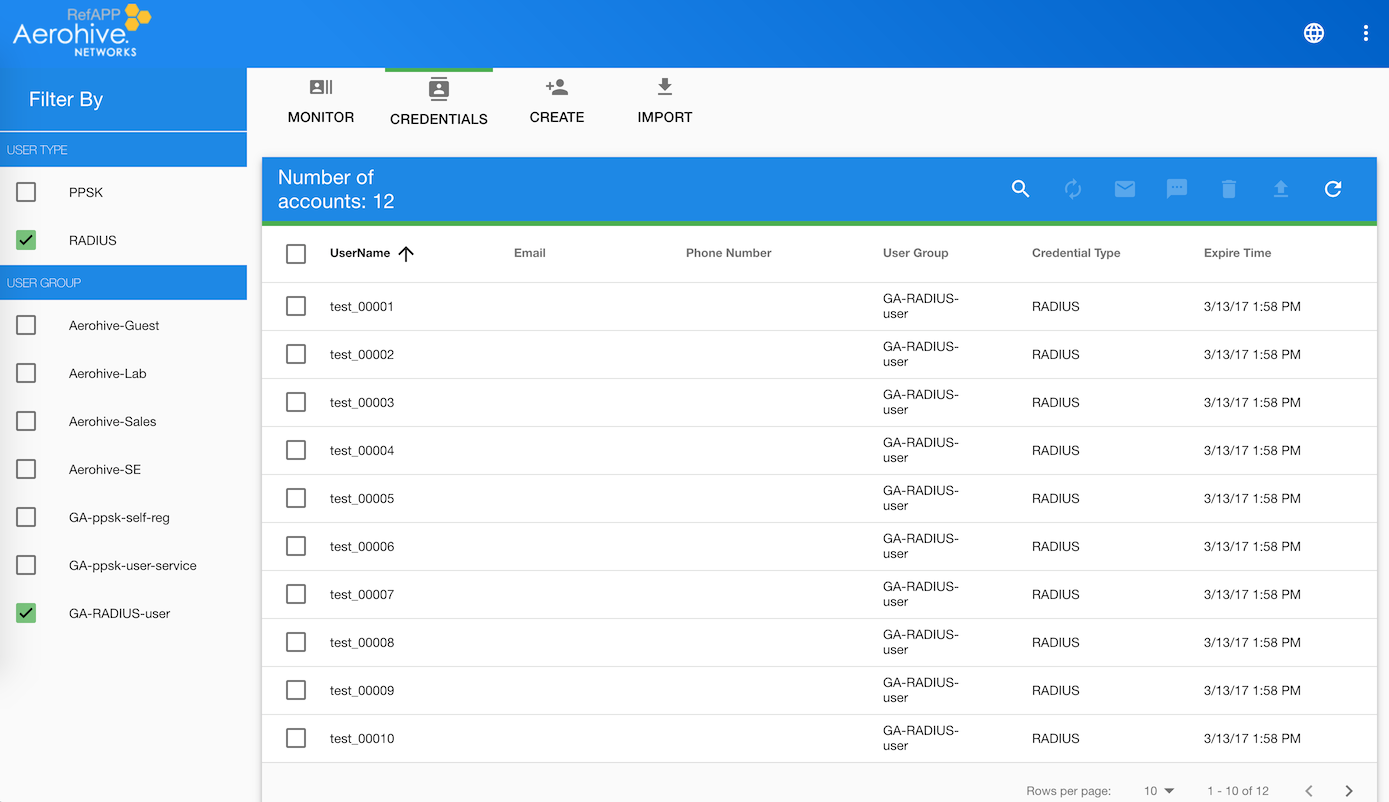 RefAPP
Aerohive
NETWORKS
Filter By
USER TYPE
PPSK
RADIUS
USER GROUP
Aerohive-Guest
Aerohive-Lab
Aerohive-Sales
Aerohive-SE
GA-ppsk-self-reg
GA-ppsk-user-service
GA-RADIUS-user
MONITOR CREDENTIALS CREATE IMPORT
Number of
accounts: 12
UserName Email Phone Number User Group Credential Type Expire Time
test_00001 GA-RADIUS-
user RADIUS 3/13/17 1:58 PM
test_00002 GA-RADIUS-
user RADIUS 3/13/17 1:58 PM
test_00003 GA-RADIUS-
user RADIUS 3/13/17 1:58 PM
test_00004 GA-RADIUS-
user RADIUS 3/13/17 1:58 PM
test_00005 GA-RADIUS-
user RADIUS 3/13/17 1:58 PM
test_00006 GA-RADIUS-
user RADIUS 3/13/17 1:58 PM
test_00007 GA-RADIUS-
user RADIUS 3/13/17 1:58 PM
test_00008 GA-RADIUS-
user RADIUS 3/13/17 1:58 PM
test_00009 GA-RADIUS-
user RADIUS 3/13/17 1:58 PM
test_00010 GA-RADIUS-
user RADIUS 3/13/17 1:58 PM
Rows per page: 10 1 - 10 of 12